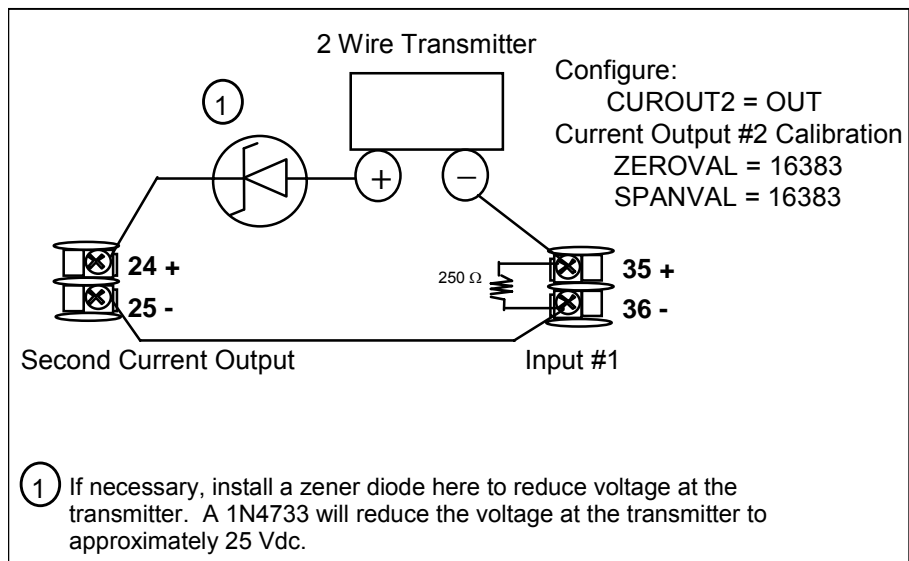 2 Wire Transmitter
Configure:
CUROUT2 = OUT
Current Output #2 Calibration
ZEROVAL = 16383
SPANVAL = 16383
1
+
−
24 +
25 -
250 Ω
35 +
36 -
Second Current Output
Input #1
1 If necessary, install a zener diode here to reduce voltage at the
transmitter. A 1N4733 will reduce the voltage at the transmitter to
approximately 25 Vdc.